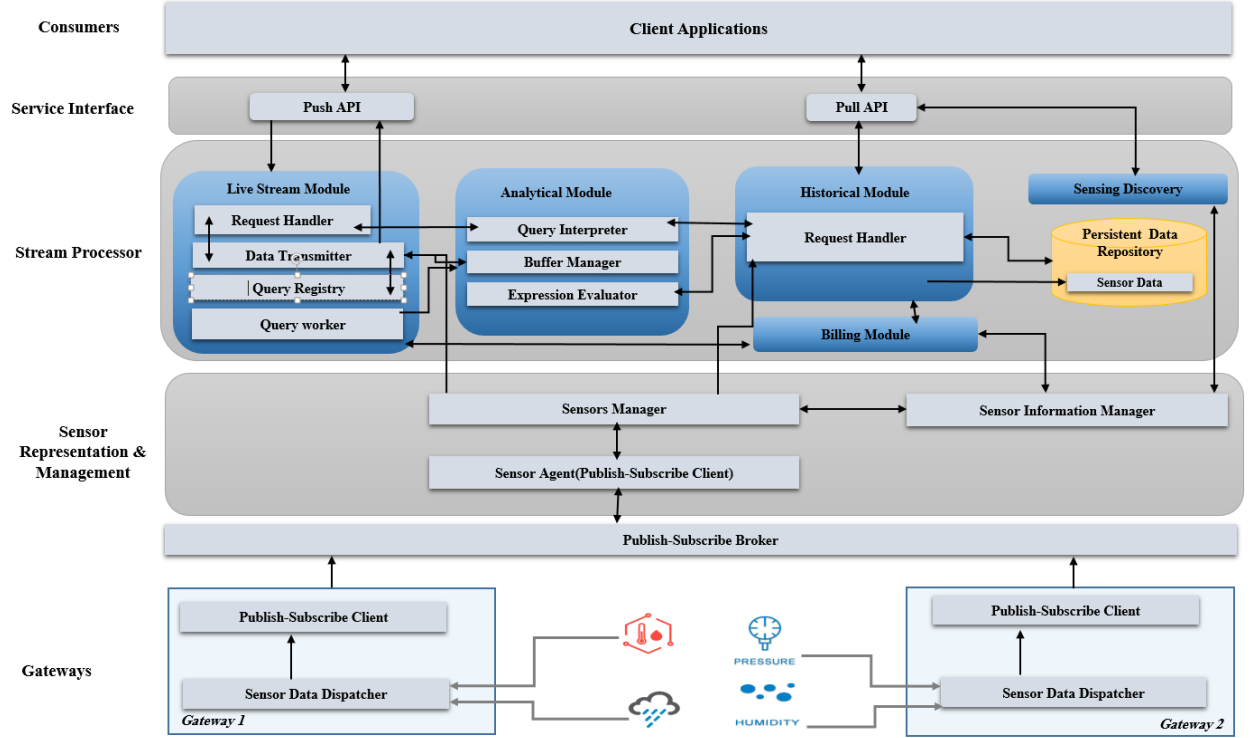 Consumers
Client Applications
Service Interface
Push API
Pull API
Stream Processor
Live Stream Module
Request Handler
Data Transmitter
Query Registry
Query worker
Analytical Module
Query Interpreter
Buffer Manager
Expression Evaluator
Historical Module
Request Handler
Billing Module
Sensing Discovery
Persistent Data
Repository
Sensor Data
Sensor
Representation &
Management
Sensors Manager
Sensor Information Manager
Sensor Agent(Publish-Subscribe Client)
Publish-Subscribe Broker
Gateways
Publish-Subscribe Client
Sensor Data Dispatcher
Gateway 1
PRESSURE
HUMIDITY
Publish-Subscribe Client
Sensor Data Dispatcher
Gateway 2